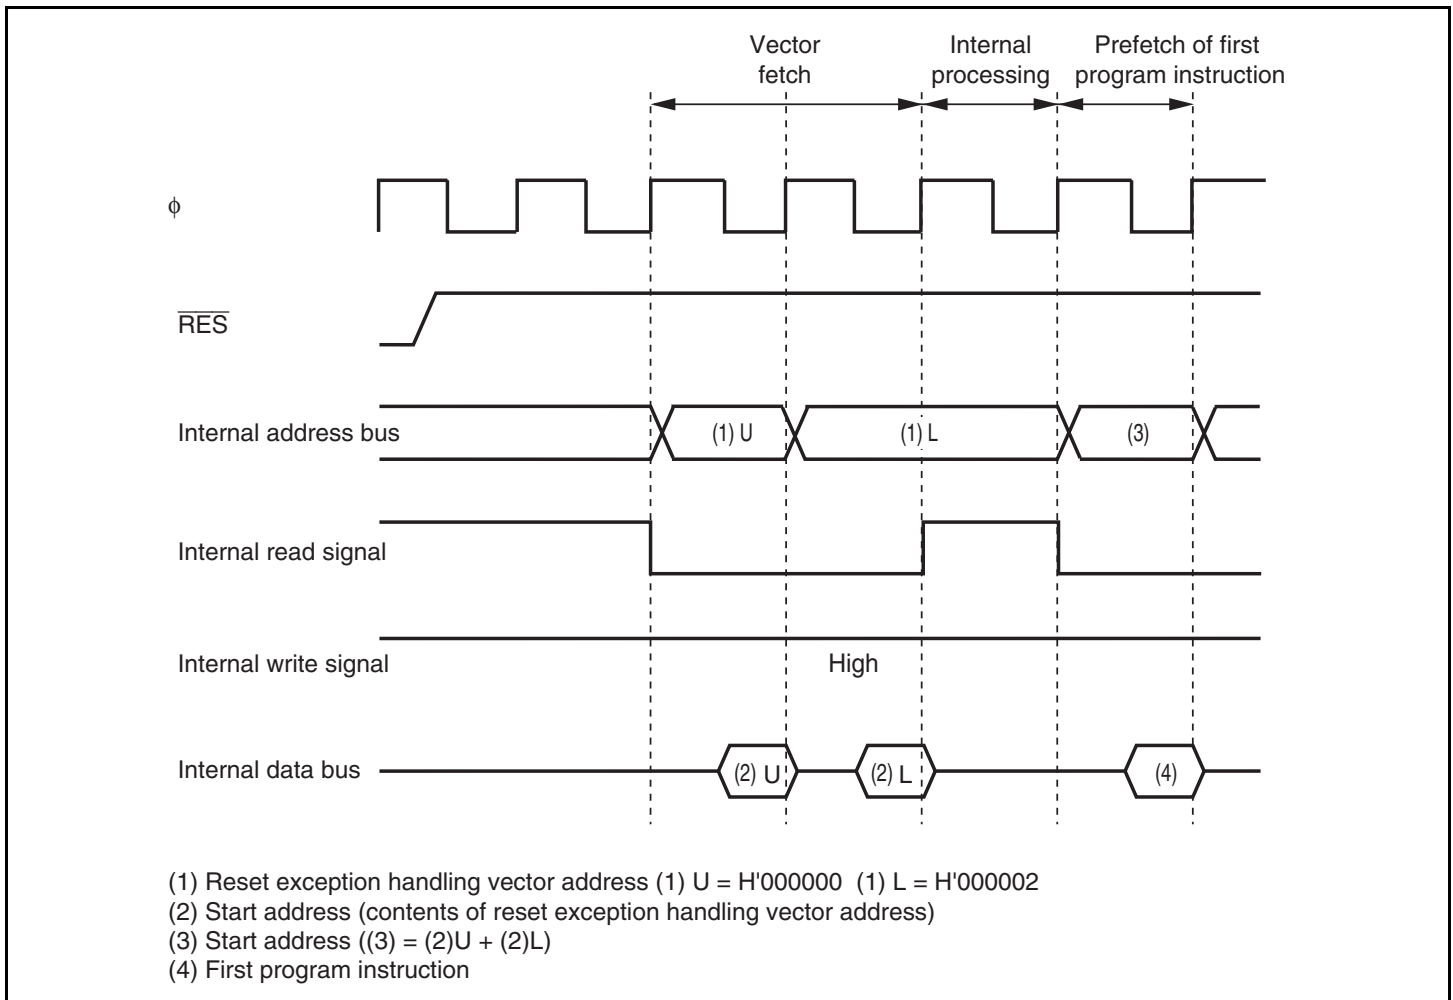 Vector
fetch
Internal
processing
Prefetch of first
program instruction
ϕ
RES
Internal address bus
(1) U
(1) L
(3)
Internal read signal
Internal write signal
High
Internal data bus
(2) U
(2) L
(4)
(1) Reset exception handling vector address (1) U = H'000000 (1) L = H'000002
(2) Start address (contents of reset exception handling vector address)
(3) Start address ((3) = (2)U + (2)L)
(4) First program instruction